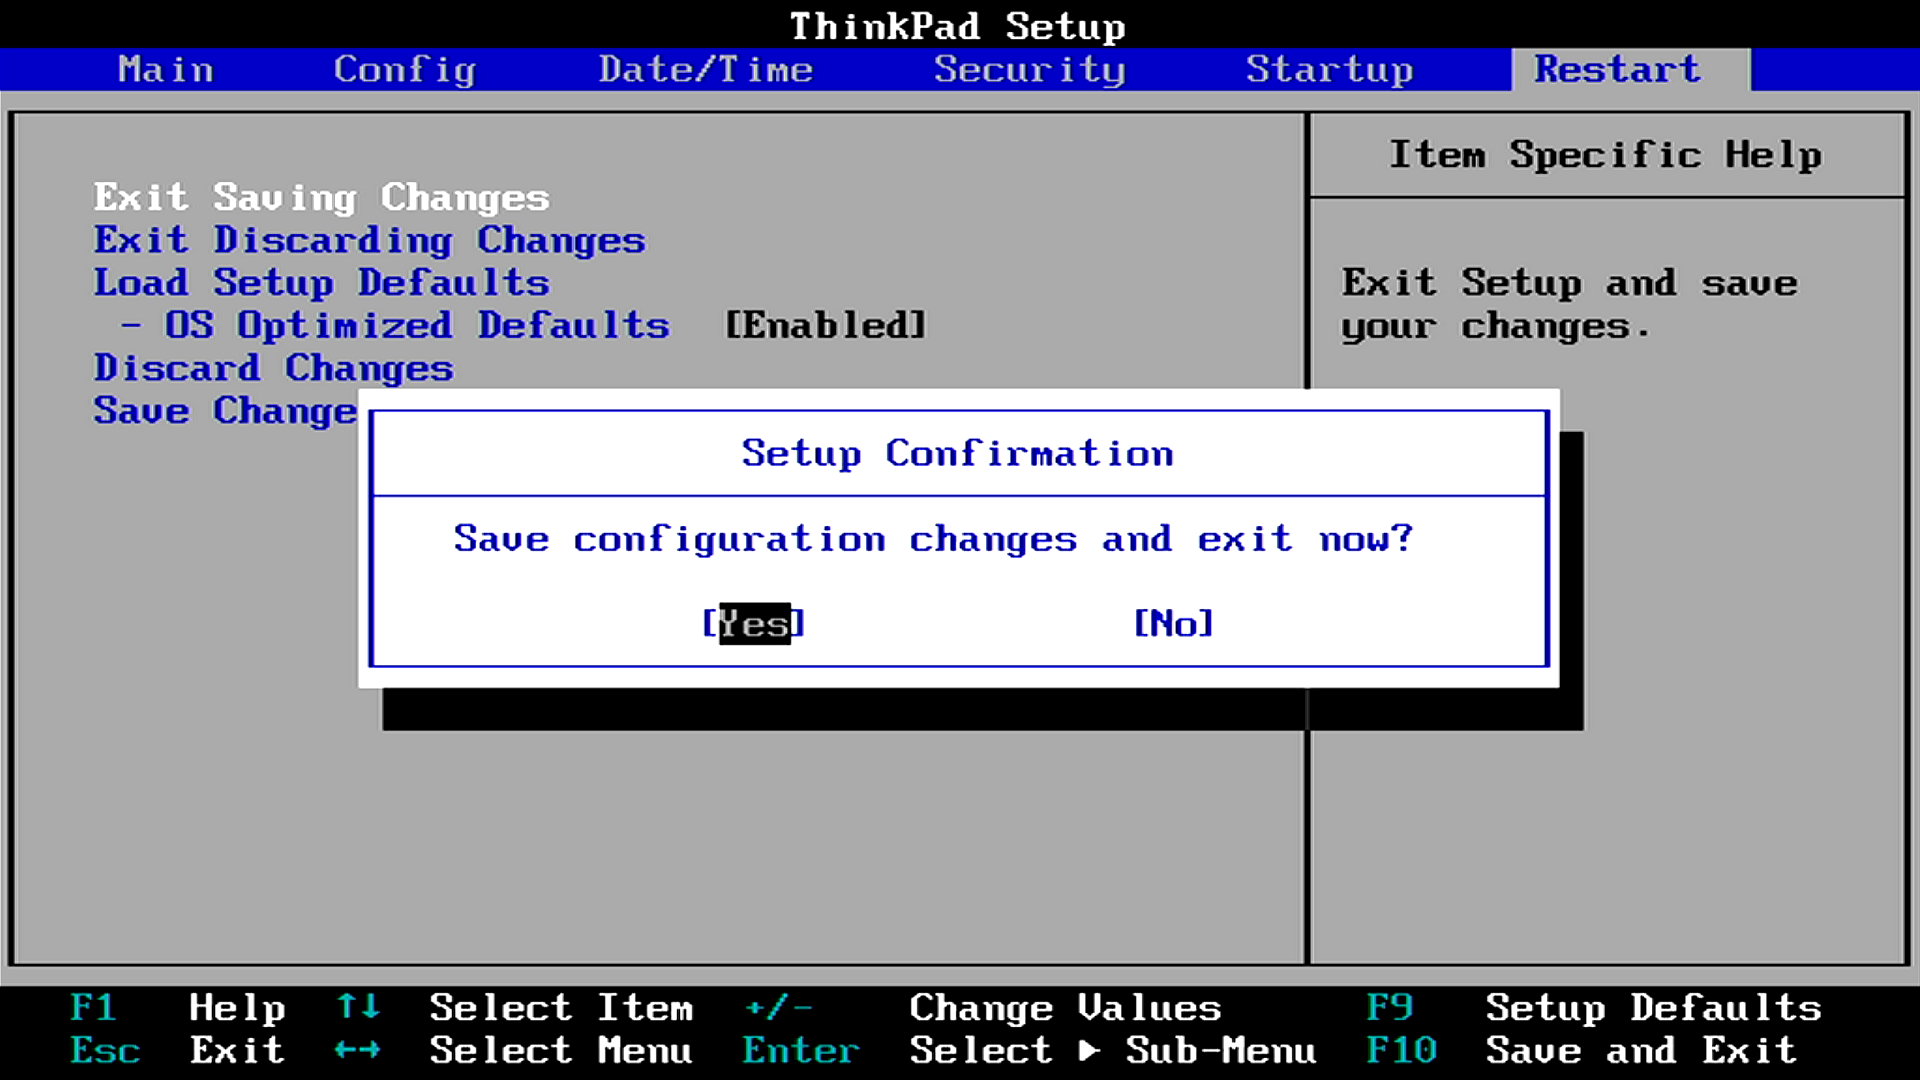 ThinkPad Setup
Main Config Date/Time Security Startup Restart
Item Specific Help
Exit Saving Changes
Exit Discarding Changes
Load Setup Defaults
- OS Optimized Defaults [Enabled]
Discard Changes
Save Change
Exit Setup and save
your changes.
Setup Confirmation
Save configuration changes and exit now?
[Yes] [No]
F1 Help ↑↓ Select Item +/- Change Values F9 Setup Defaults
Esc Exit ←→ Select Menu Enter Select ▶ Sub-Menu F10 Save and Exit